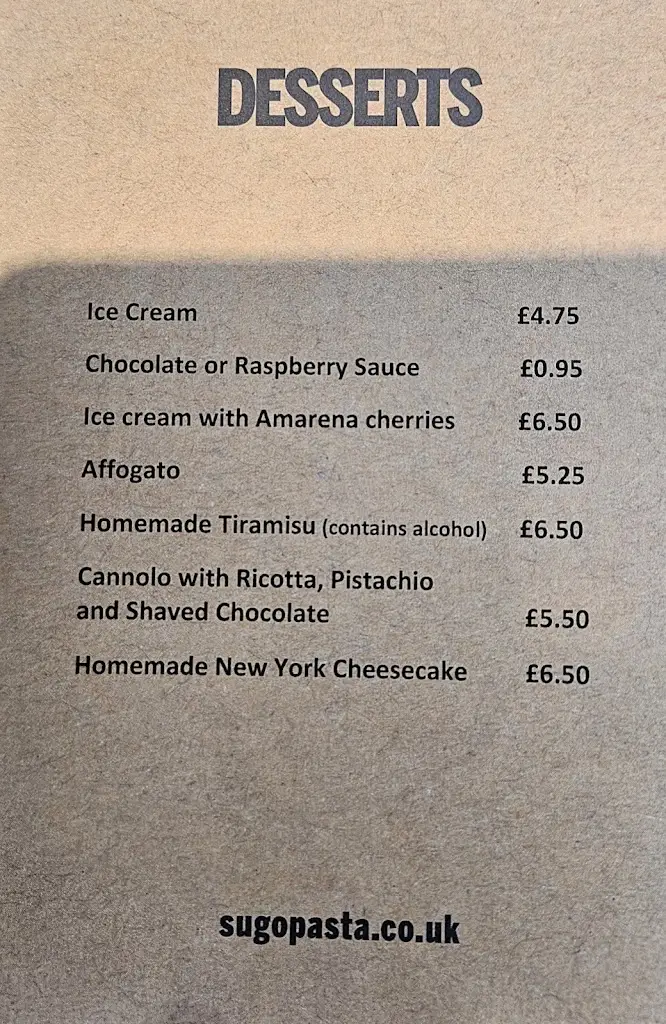 DESSERTS
Ice Cream £4.75
Chocolate or Raspberry Sauce £0.95
Ice cream with Amarena cherries £6.50
Affogato £5.25
Homemade Tiramisu (contains alcohol) £6.50
Cannolo with Ricotta, Pistachio
and Shaved Chocolate £5.50
Homemade New York Cheesecake £6.50
sugopasta.co.uk